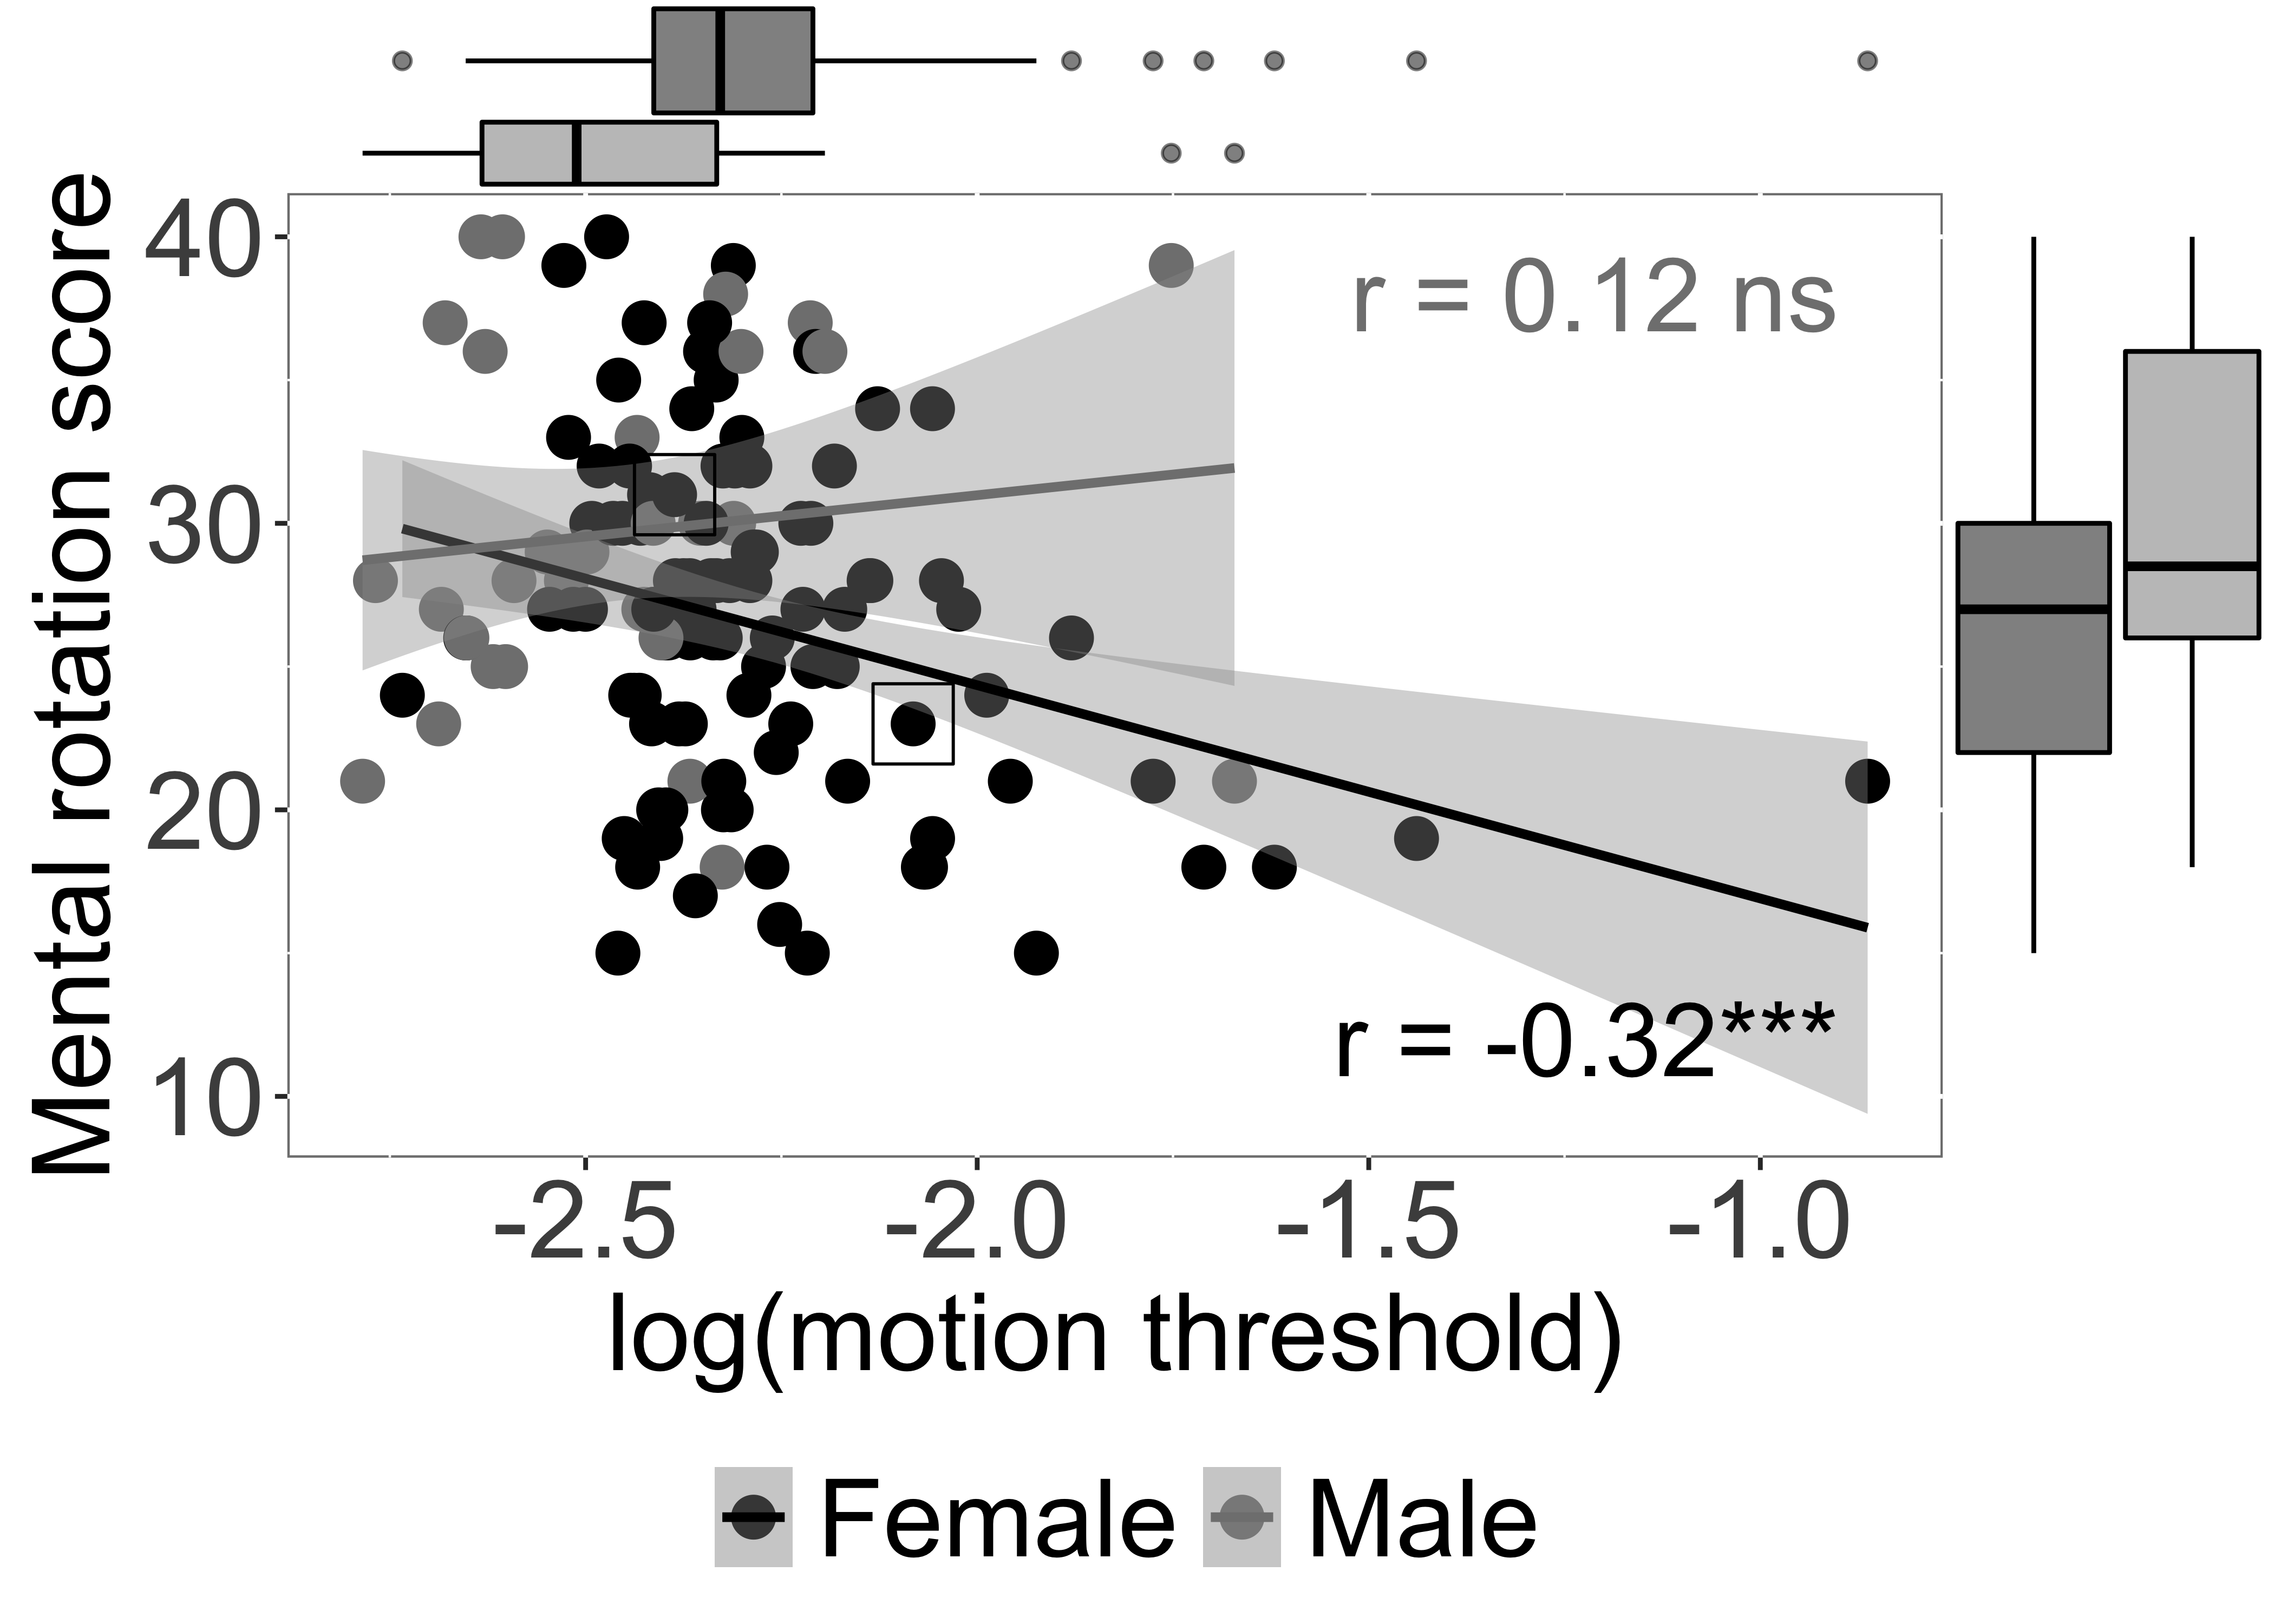 Mental rotation score
40
30
20
10
r = 0.12 ns
r = -0.32***
-2.5 -2.0 -1.5 -1.0
log(motion threshold)
Female Male